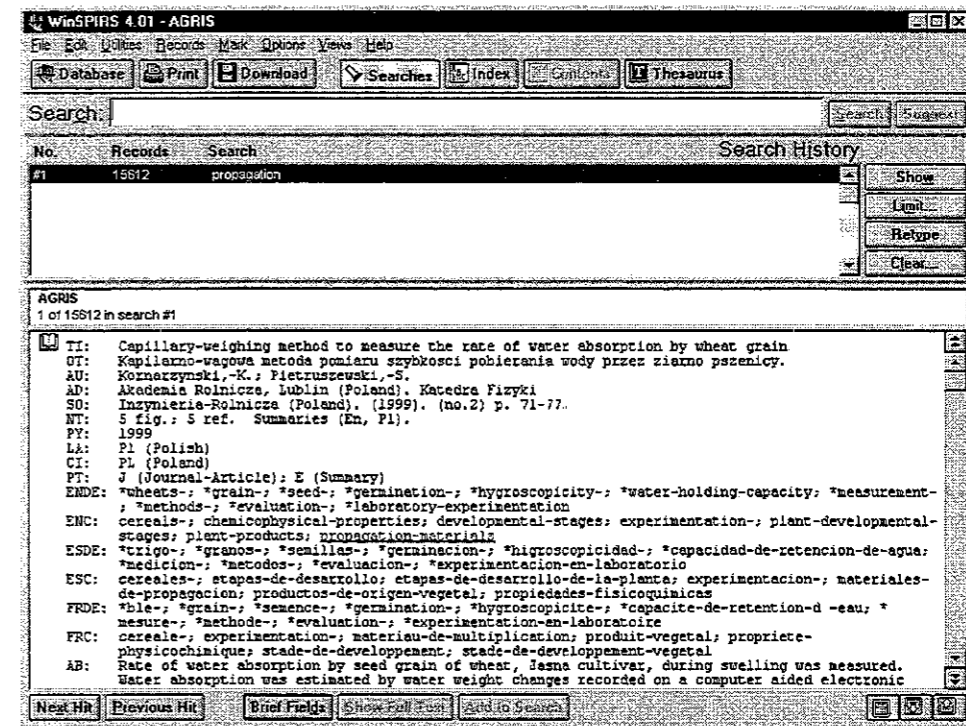 WinSPIRS 4.01 - AGRIS
File Edit Utilities Records Mark Options Views Help
Database Print Download Searches Index Contents Thesaurus
Search: Search Suggest
No. Records Search Search History
#1 15612 propagation
Show
Limit...
Retype
Clear...
AGRIS
1 of 15612 in search #1
TI: Capillary-weighing method to measure the rate of water absorption by wheat grain
OT: Kapilarno-wagowa metoda pomiaru szybkosci pobierania wody przez ziarno pszenicy.
AU: Kornarzynski,-K.; Pietruszewski,-S.
AD: Akademia Rolnicza, Lublin (Poland). Katedra Fizyki
SO: Inzynieria-Rolnicza (Poland). (1999). (no.2) p. 71-77.
NT: 5 fig.; 5 ref. Summaries (En, Pl).
PY: 1999
LA: Pl (Polish)
CI: PL (Poland)
PT: J (Journal-Article); E (Summary)
ENDE: *wheats-; *grain-; *seed-; *germination-; *hygroscopicity-; *water-holding-capacity; *measurement-
; *methods-; *evaluation-; *laboratory-experimentation
ENC: cereals-; chemicophysical-properties; developmental-stages; experimentation-; plant-developmental-
stages; plant-products; propagation-materials
ESDE: *trigo-; *granos-; *semillas-; *germinacion-; *higroscopicidad-; *capacidad-de-retencion-de-agua;
*medicion-; *metodos-; *evaluacion-; *experimentacion-en-laboratorio
ESC: cereales-; etapas-de-desarrollo; etapas-de-desarrollo-de-la-planta; experimentacion-; materiales-
de-propagacion; productos-de-origen-vegetal; propiedades-fisicoquimicas
FRDE: *ble-; *grain-; *semence-; *germination-; *hygroscopicite-; *capacite-de-retention-d -eau; *
mesure-; *methode-; *evaluation-; *experimentation-en-laboratoire
FRC: cereale-; experimentation-; materiau-de-multiplication; produit-vegetal; propriete-
physicochimique; stade-de-developpement; stade-de-developpement-vegetal
AB: Rate of water absorption by seed grain of wheat, Jasna cultivar, during swelling was measured.
Water absorption was estimated by water weight changes recorded on a computer aided electronic
Next Hit Previous Hit Brief Fields Show Full Text Add to Search